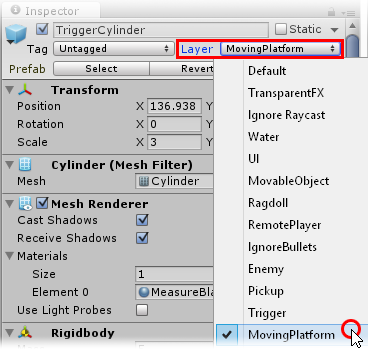 Inspector
TriggerCylinder Static
Tag Untagged Layer MovingPlatform
Prefab Select Revert
Transform
Position X 136.938 Y
Rotation X 0 Y
Scale X 3 Y
Cylinder (Mesh Filter)
Mesh Cylinder
Mesh Renderer
Cast Shadows
Receive Shadows
Materials
Size 1
Element 0
Use Light Probes
Rigidbody
Default
TransparentFX
Ignore Raycast
Water
UI
MovableObject
Ragdoll
RemotePlayer
IgnoreBullets
Enemy
Pickup
Trigger
MovingPlatform